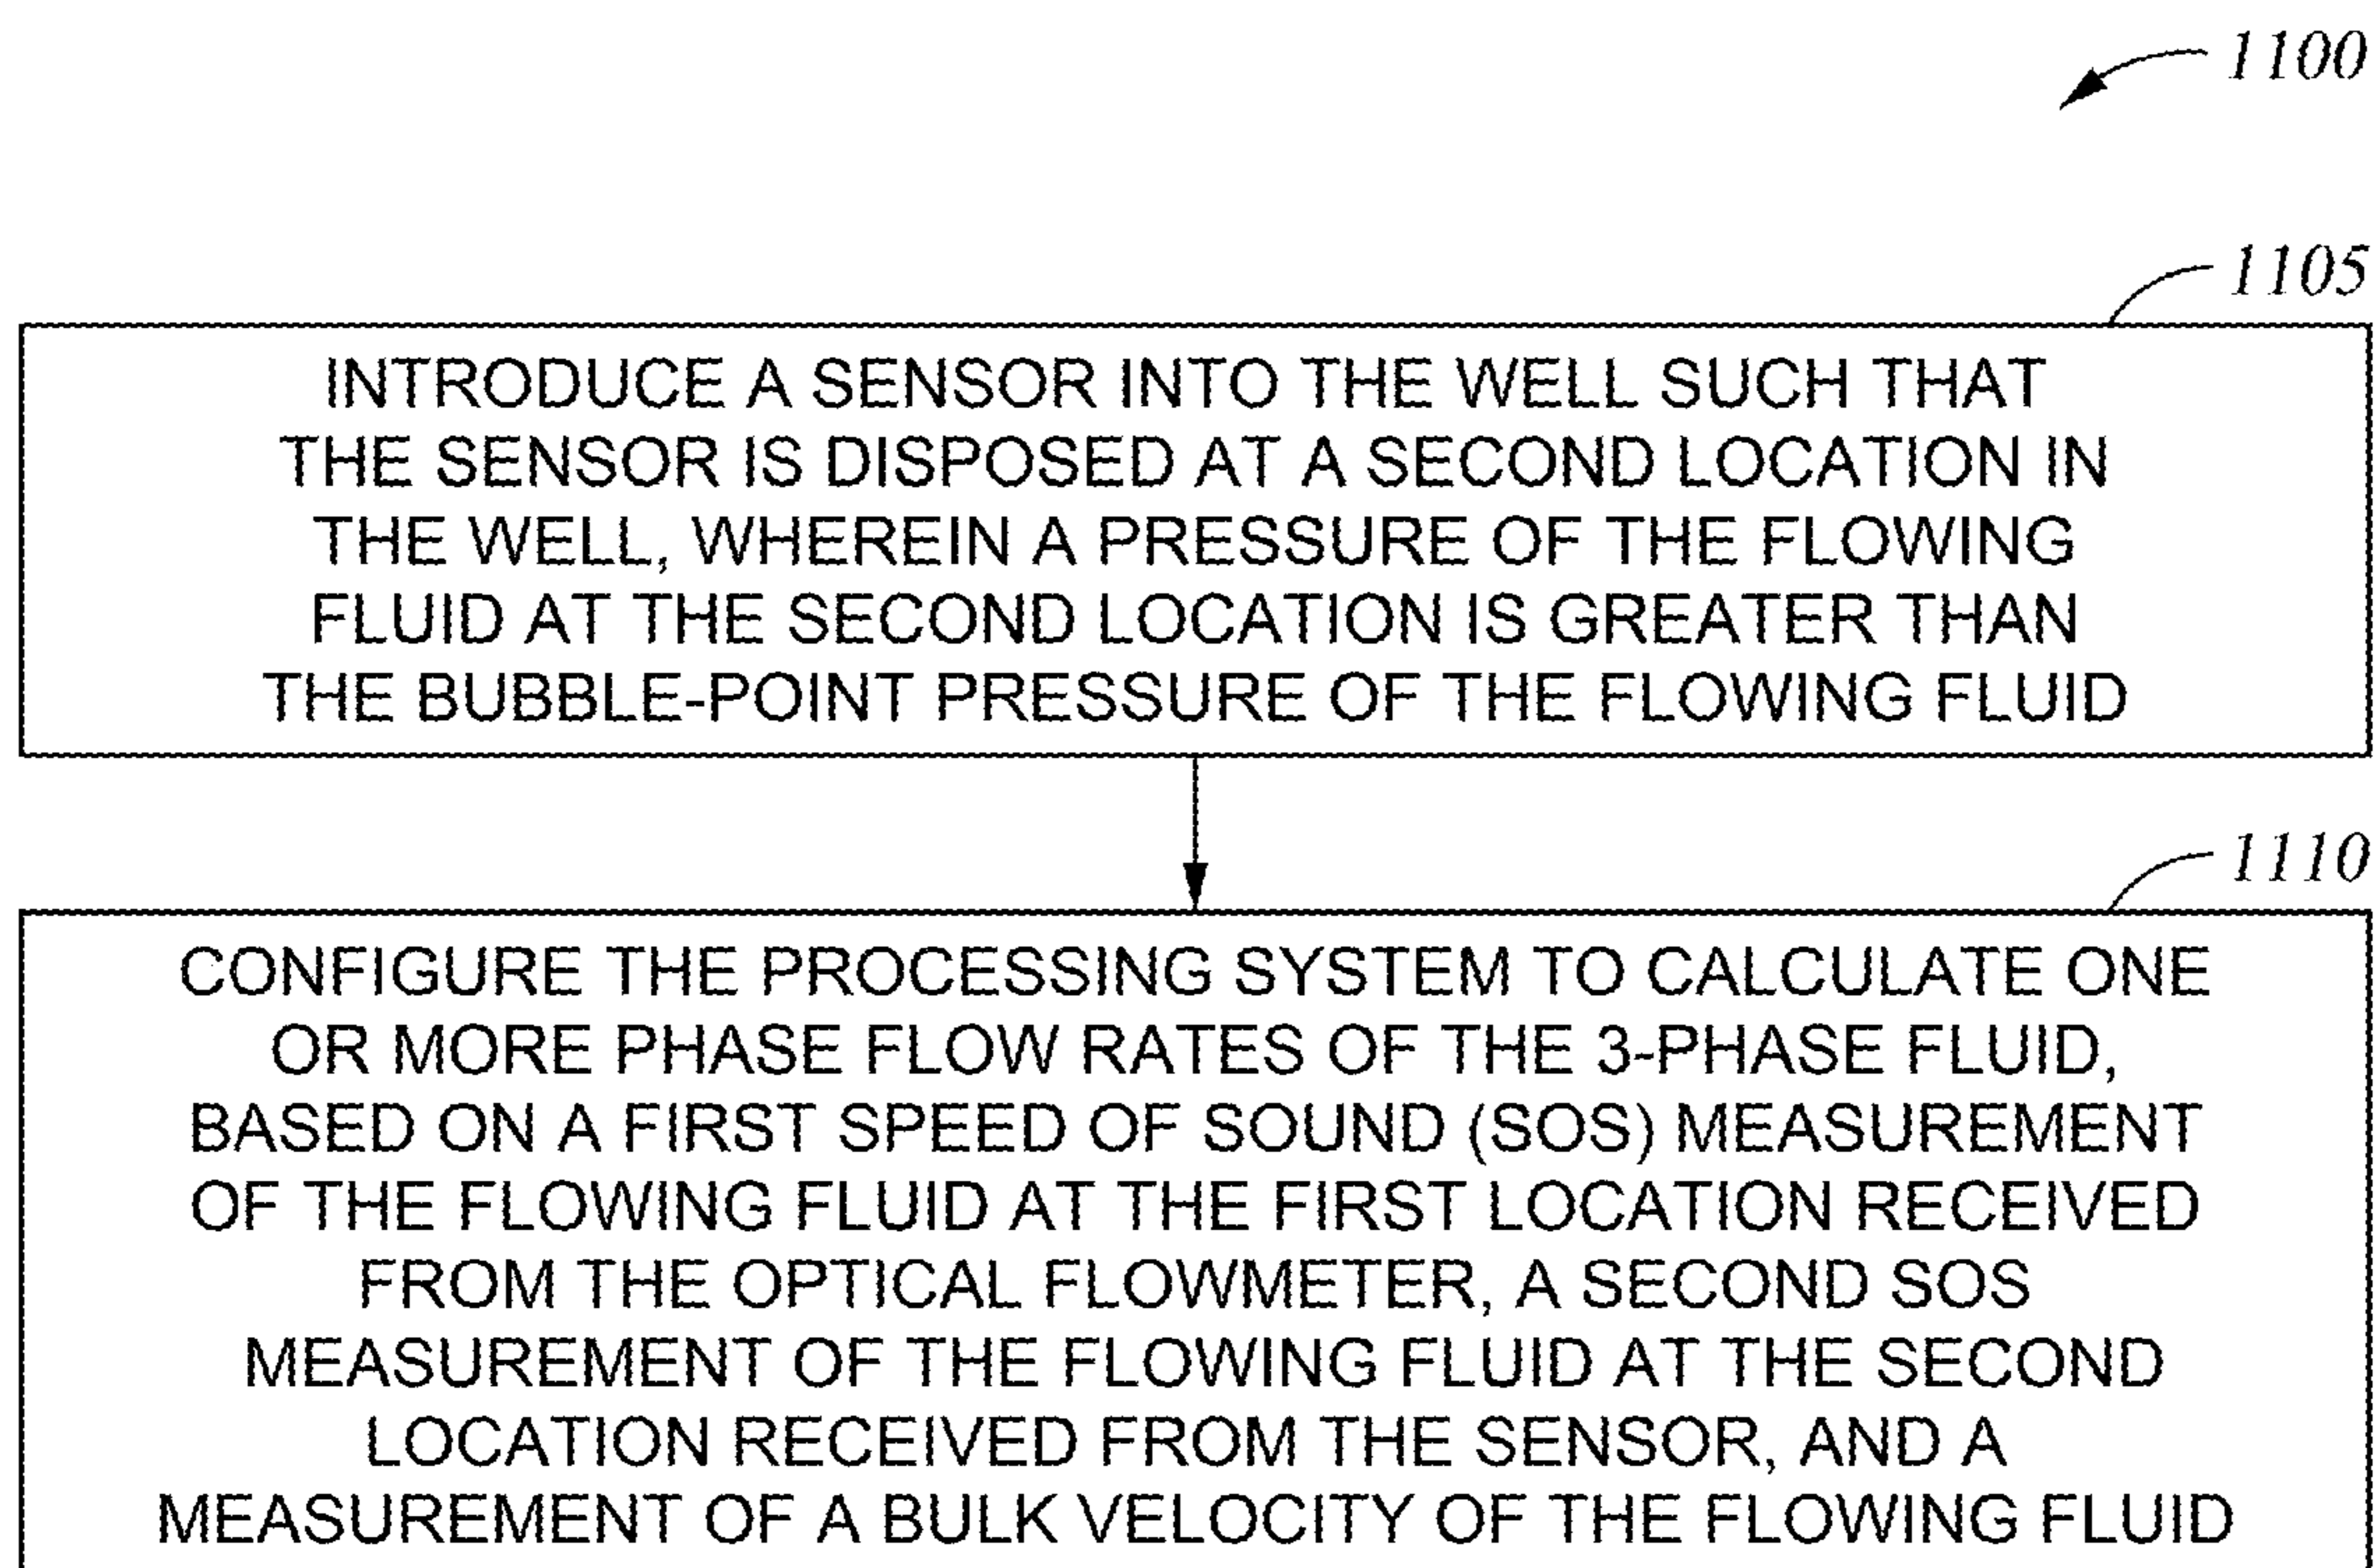 1100
1105
INTRODUCE A SENSOR INTO THE WELL SUCH THAT
THE SENSOR IS DISPOSED AT A SECOND LOCATION IN
THE WELL, WHEREIN A PRESSURE OF THE FLOWING
FLUID AT THE SECOND LOCATION IS GREATER THAN
THE BUBBLE-POINT PRESSURE OF THE FLOWING FLUID
1110
CONFIGURE THE PROCESSING SYSTEM TO CALCULATE ONE
OR MORE PHASE FLOW RATES OF THE 3-PHASE FLUID,
BASED ON A FIRST SPEED OF SOUND (SOS) MEASUREMENT
OF THE FLOWING FLUID AT THE FIRST LOCATION RECEIVED
FROM THE OPTICAL FLOWMETER, A SECOND SOS
MEASUREMENT OF THE FLOWING FLUID AT THE SECOND
LOCATION RECEIVED FROM THE SENSOR, AND A
MEASUREMENT OF A BULK VELOCITY OF THE FLOWING FLUID